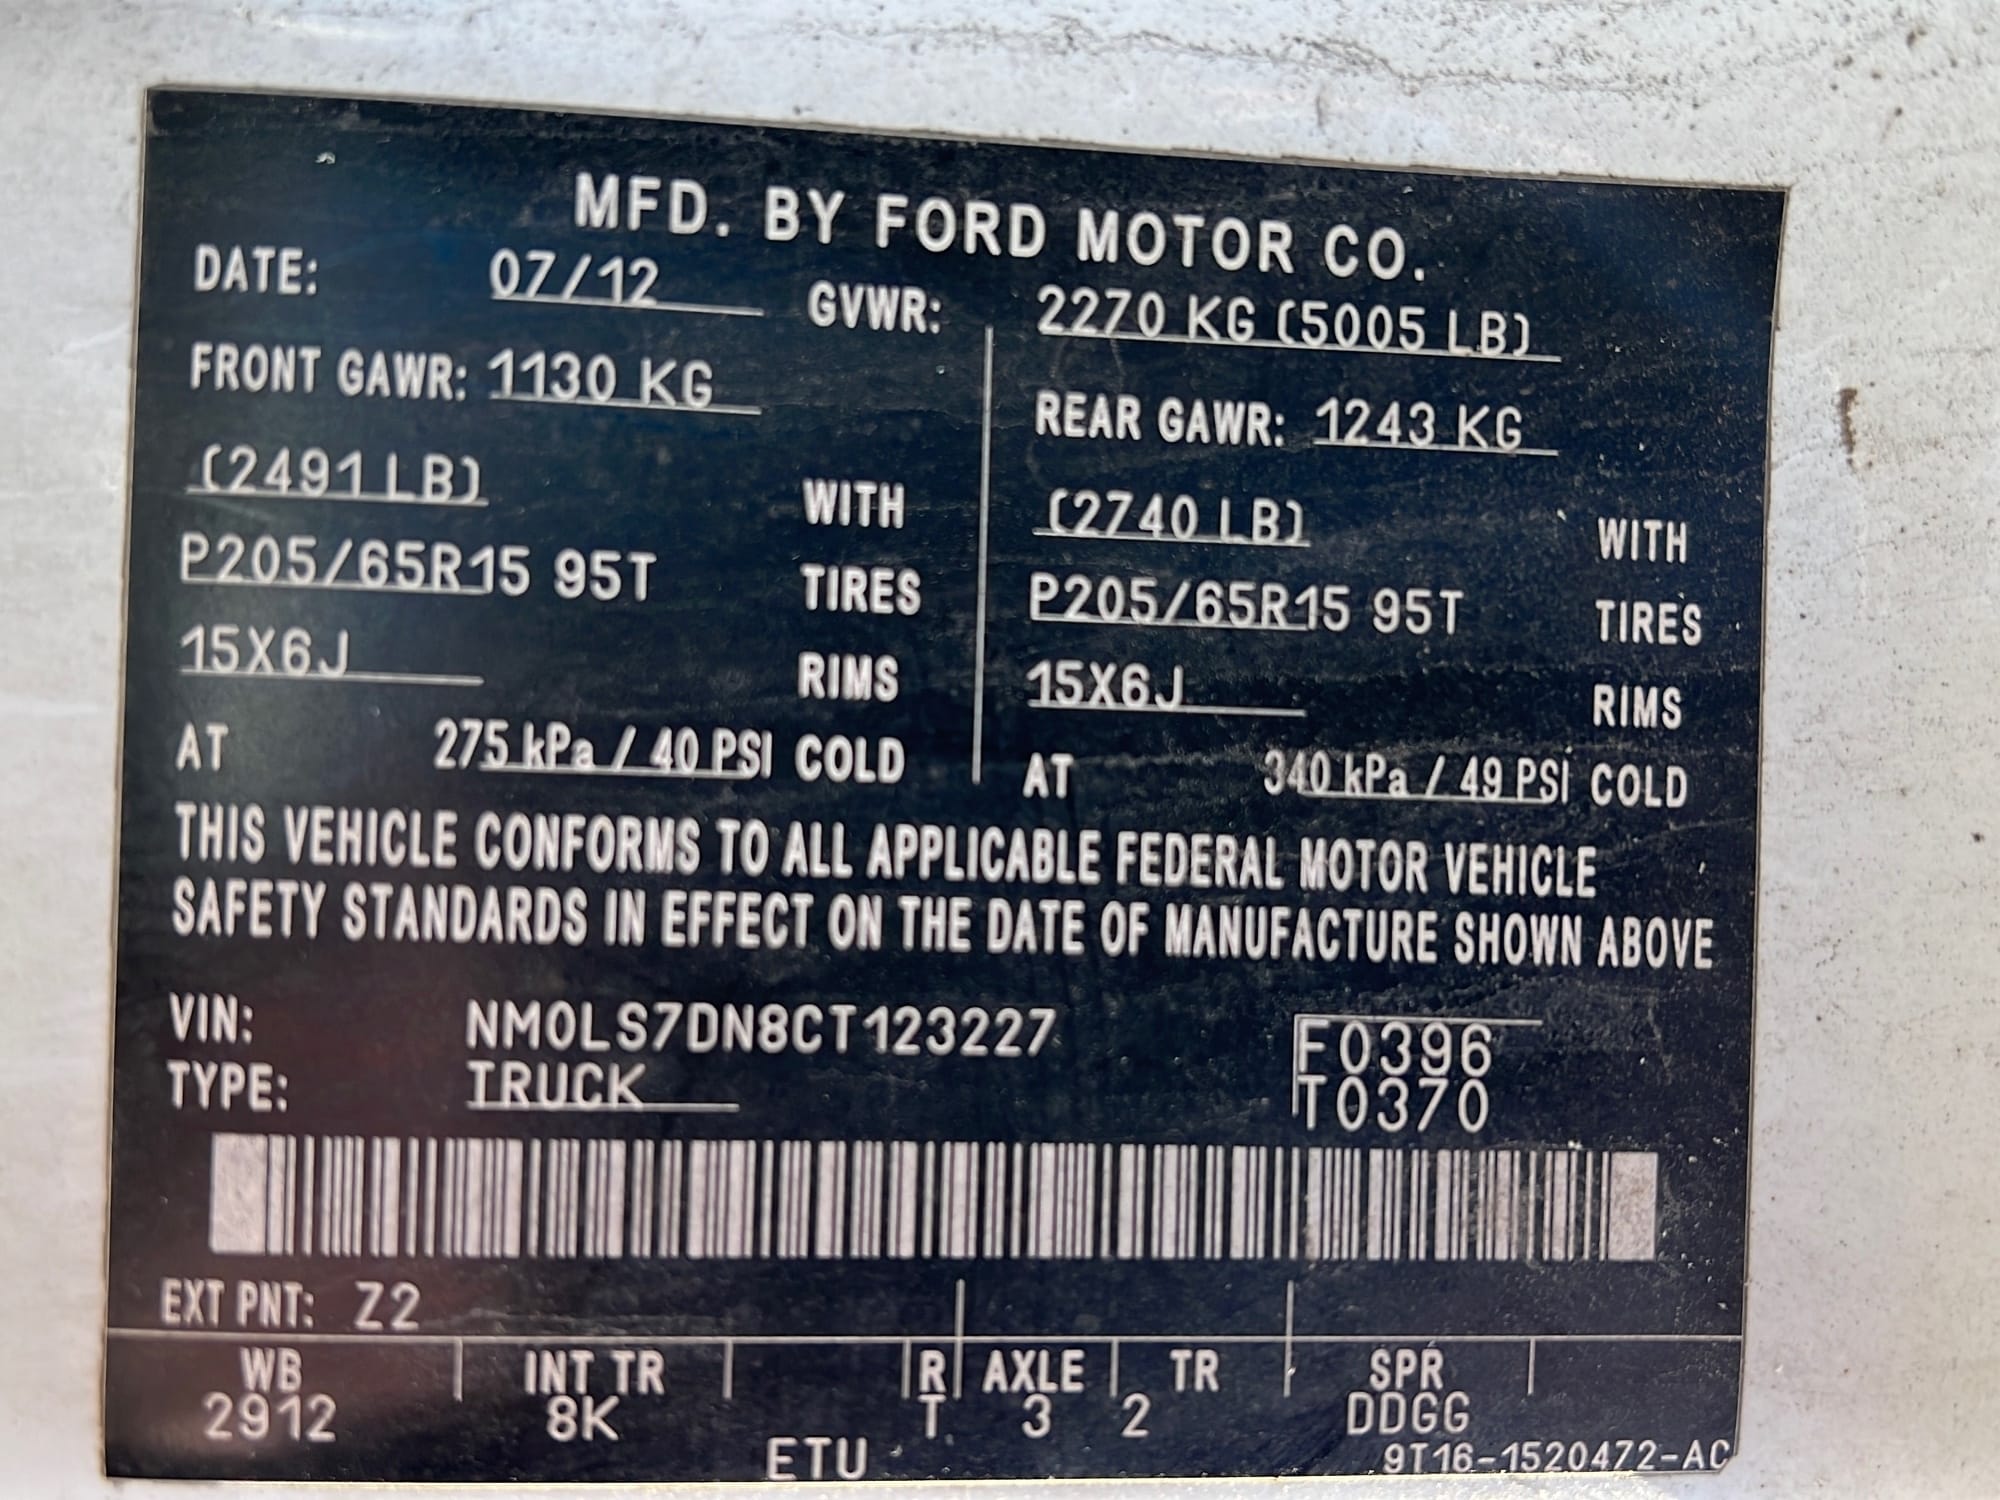 MFD. BY FORD MOTOR CO.
DATE: 07/12 GVWR: 2270 KG (5005 LB)
FRONT GAWR: 1130 KG REAR GAWR: 1243 KG
(2491 LB) WITH (2740 LB) WITH
P205/65R15 95T TIRES P205/65R15 95T TIRES
15X6J RIMS 15X6J RIMS
AT 275 kPa / 40 PSI COLD AT 340 kPa / 49 PSI COLD
THIS VEHICLE CONFORMS TO ALL APPLICABLE FEDERAL MOTOR VEHICLE
SAFETY STANDARDS IN EFFECT ON THE DATE OF MANUFACTURE SHOWN ABOVE
VIN: NM0LS7DN8CT123227 F0396
TYPE: TRUCK T0370
EXT PNT: Z2
WB INT TR R AXLE TR SPR
2912 8K T 3 2 DDGG
ETU 9T16-1520472-AC